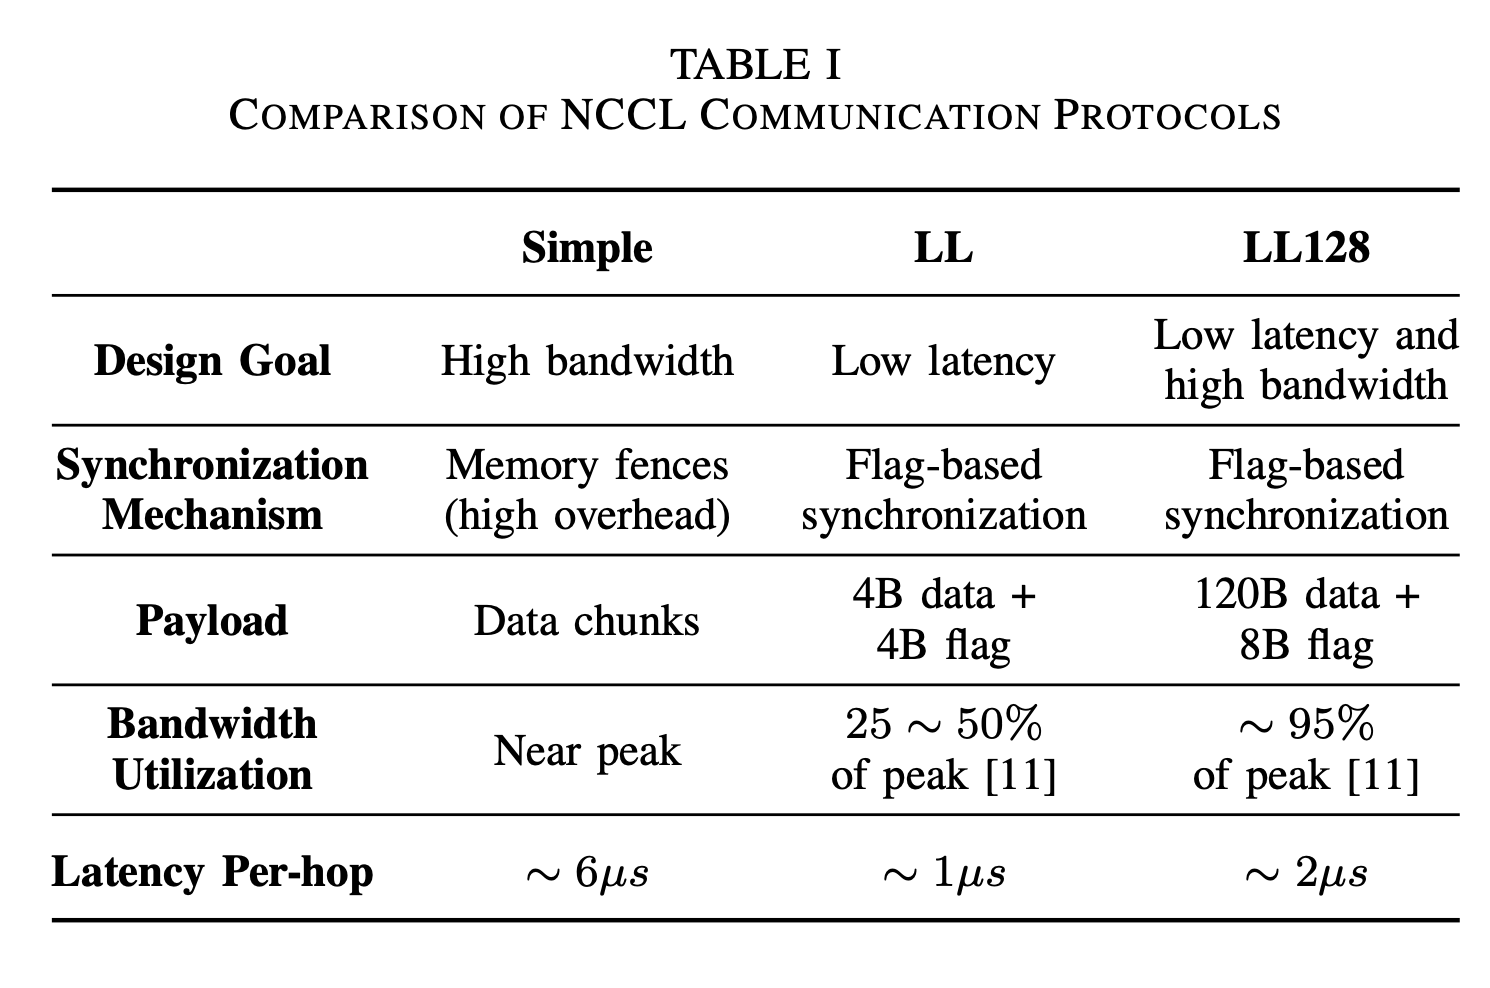 TABLE I
COMPARISON OF NCCL COMMUNICATION PROTOCOLS
Simple LL LL128
Design Goal High bandwidth Low latency Low latency and
high bandwidth
Synchronization Memory fences Flag-based Flag-based
Mechanism (high overhead) synchronization synchronization
Payload Data chunks 4B data + 120B data +
4B flag 8B flag
Bandwidth Near peak 25 ∼ 50% ∼ 95%
Utilization of peak [11] of peak [11]
Latency Per-hop ∼ 6μs ∼ 1μs ∼ 2μs